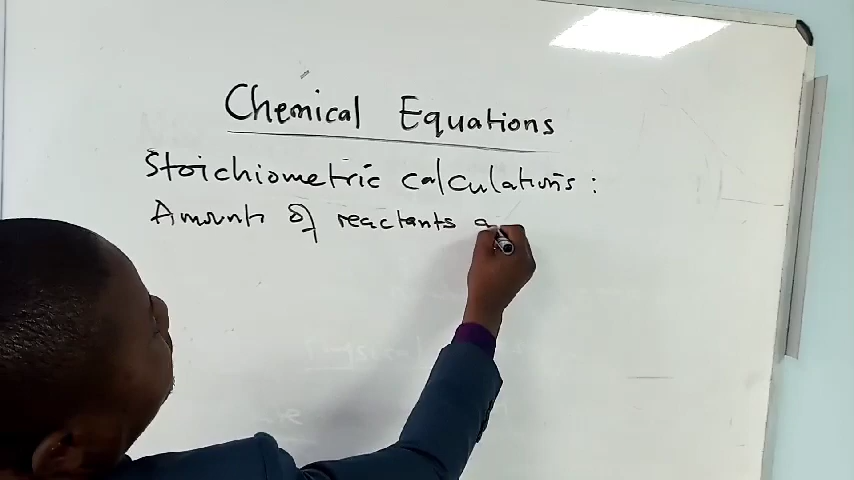 Chemical Equations
Stoichiometric calculations:
Amounts of reactants a